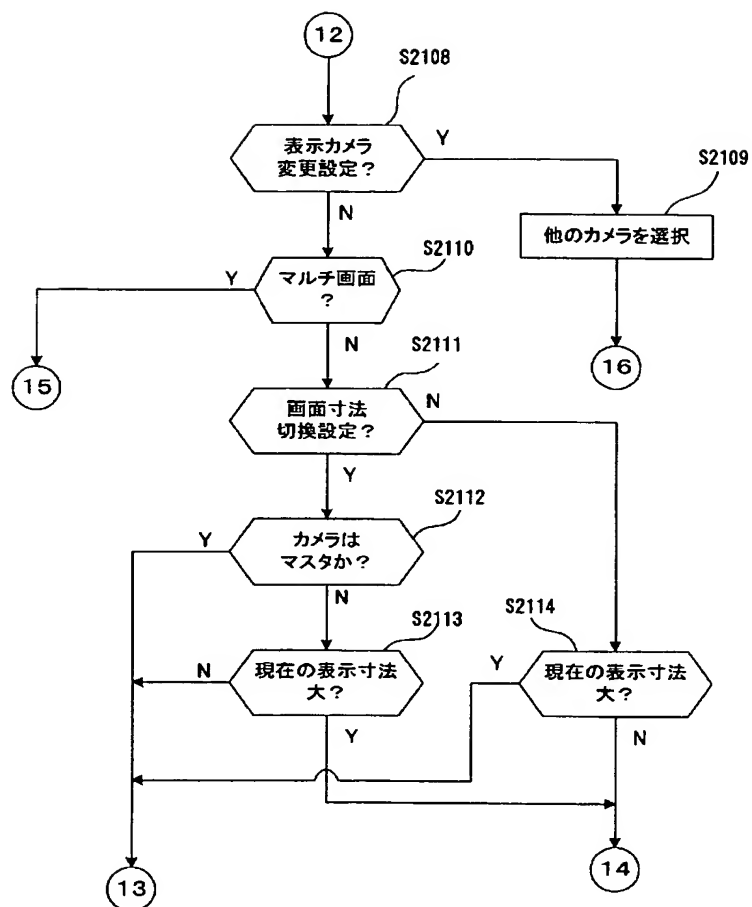 12
S2108
表示カメラ
変更設定？
Y
N
S2109
他のカメラを選択
16
S2110
マルチ画面
？
Y
N
15
S2111
画面寸法
切換設定？
N
Y
S2112
カメラは
マスタか？
Y
N
S2113
現在の表示寸法
大？
N
Y
S2114
現在の表示寸法
大？
Y
N
13
14